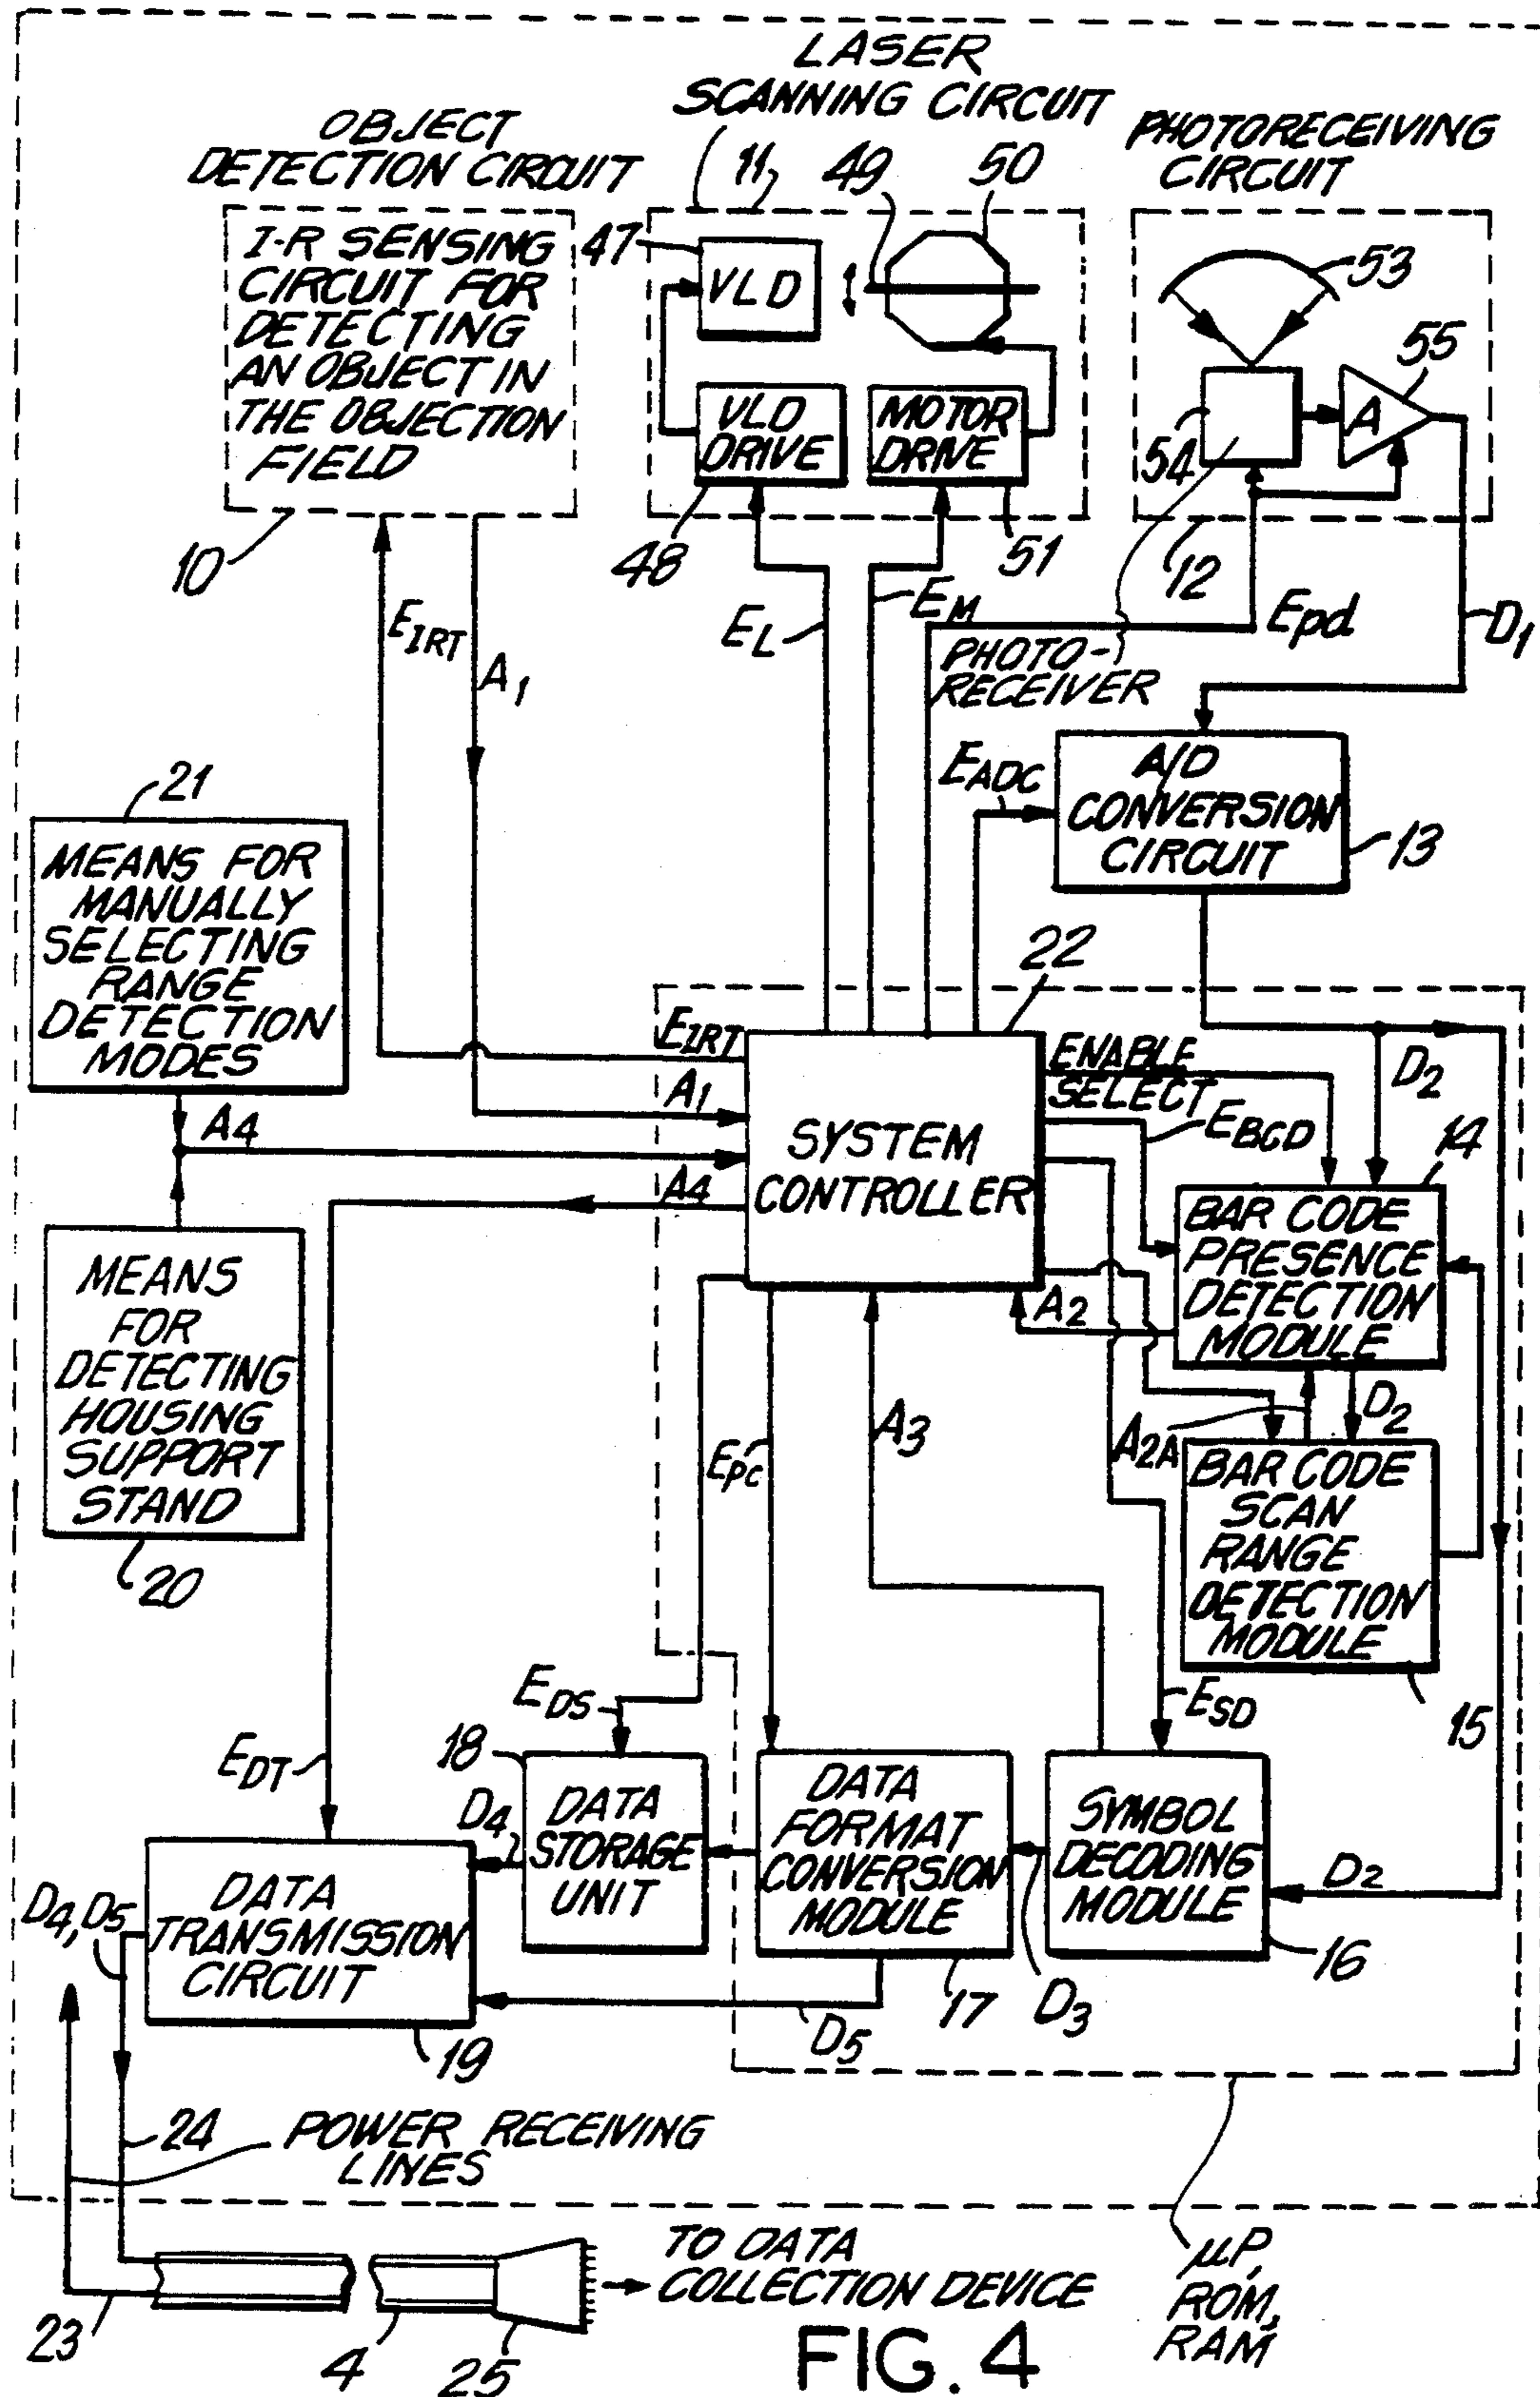 LASER
SCANNING CIRCUIT
OBJECT
DETECTION CIRCUIT
PHOTORECEIVING
CIRCUIT
11
49
50
I-R SENSING
CIRCUIT FOR
DETECTING
AN OBJECT IN
THE OBJECTION
FIELD
47
VLD
53
55
VLD
DRIVE
MOTOR
DRIVE
54
A
10
48
51
12
EIRT
A1
EL
EM
Epd
D1
PHOTO-
RECEIVER
21
EADC
A/D
CONVERSION
CIRCUIT
13
MEANS FOR
MANUALLY
SELECTING
RANGE
DETECTION
MODES
22
EIRT
ENABLE
SELECT
D2
A1
A4
EBCD
14
SYSTEM
CONTROLLER
A4
BAR CODE
PRESENCE
DETECTION
MODULE
MEANS
FOR
DETECTING
HOUSING
SUPPORT
STAND
A2
D2
A3
A2A
EPC
BAR CODE
SCAN
RANGE
DETECTION
MODULE
20
EDS
ESD
15
EDT
18
D4
DATA
STORAGE
UNIT
DATA
FORMAT
CONVERSION
MODULE
SYMBOL
DECODING
MODULE
D2
D4, D5
DATA
TRANSMISSION
CIRCUIT
16
17
D3
D5
19
24
POWER RECEIVING
LINES
TO DATA
COLLECTION DEVICE
µP,
ROM,
RAM
23
4
25
FIG. 4